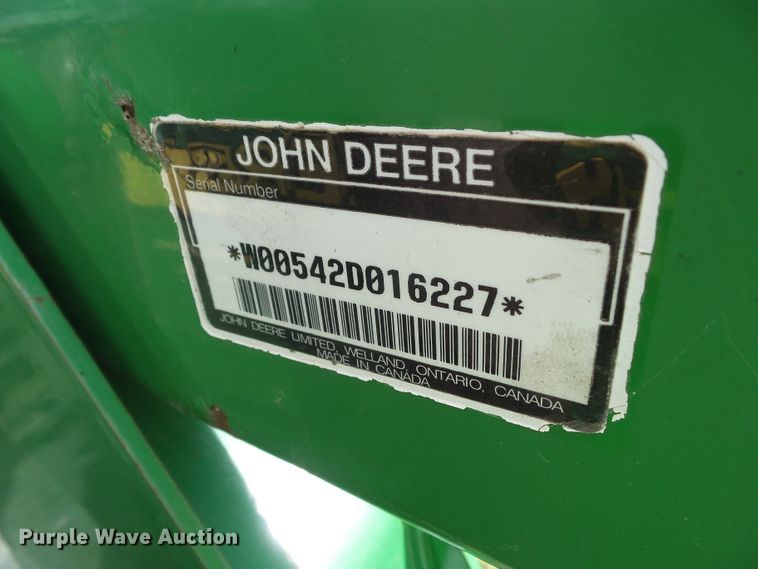 JOHN DEERE
Serial Number
*W00542D016227*
JOHN DEERE LIMITED, WELLAND, ONTARIO, CANADA
MADE IN CANADA
Purple Wave Auction